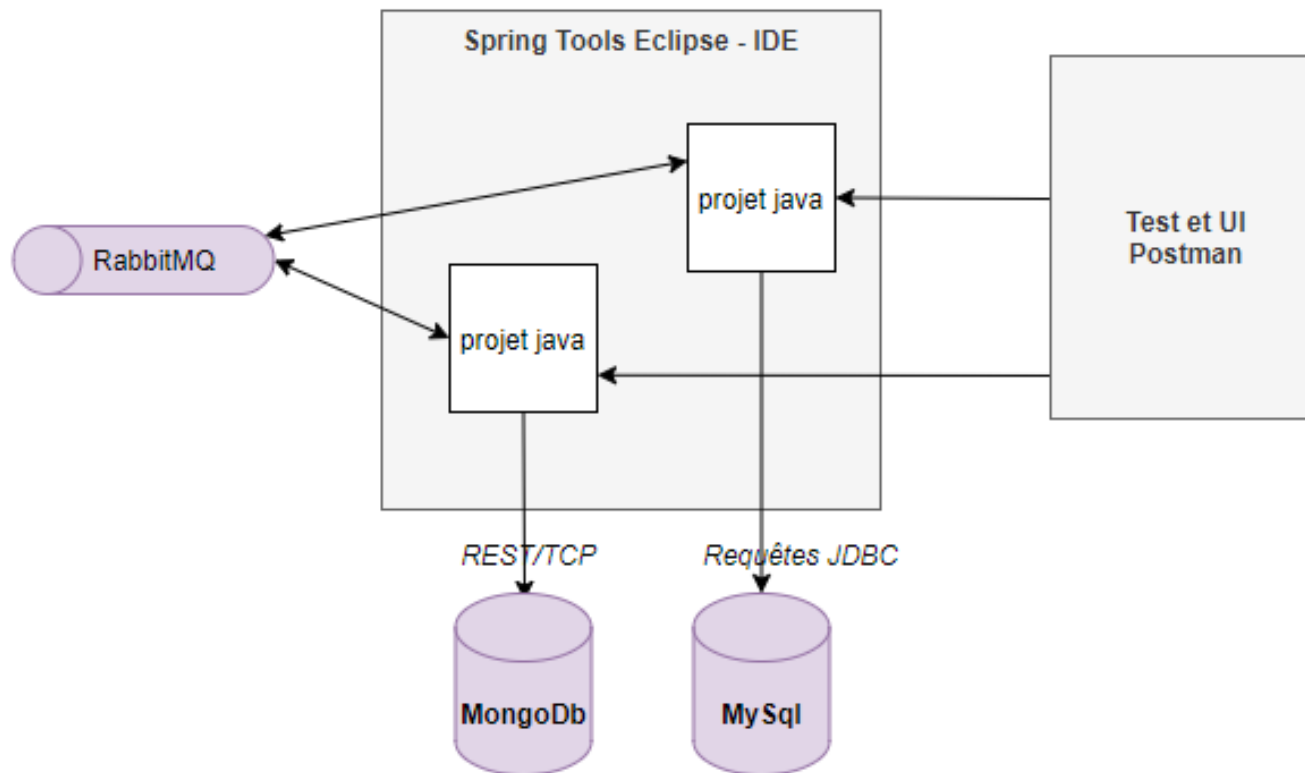 Spring Tools Eclipse - IDE
projet java
Test et UI
Postman
RabbitMQ
projet java
REST/TCP
Requêtes JDBC
MongoDb
MySql